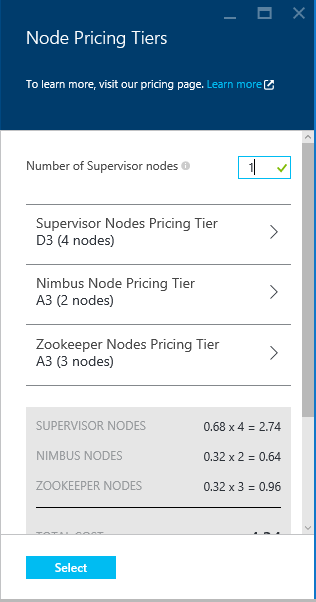 Node Pricing Tiers
To learn more, visit our pricing page. Learn more
Number of Supervisor nodes 1
Supervisor Nodes Pricing Tier
D3 (4 nodes)
Nimbus Node Pricing Tier
A3 (2 nodes)
Zookeeper Nodes Pricing Tier
A3 (3 nodes)
SUPERVISOR NODES 0.68 x 4 = 2.74
NIMBUS NODES 0.32 x 2 = 0.64
ZOOKEEPER NODES 0.32 x 3 = 0.96
TOTAL COST
Select